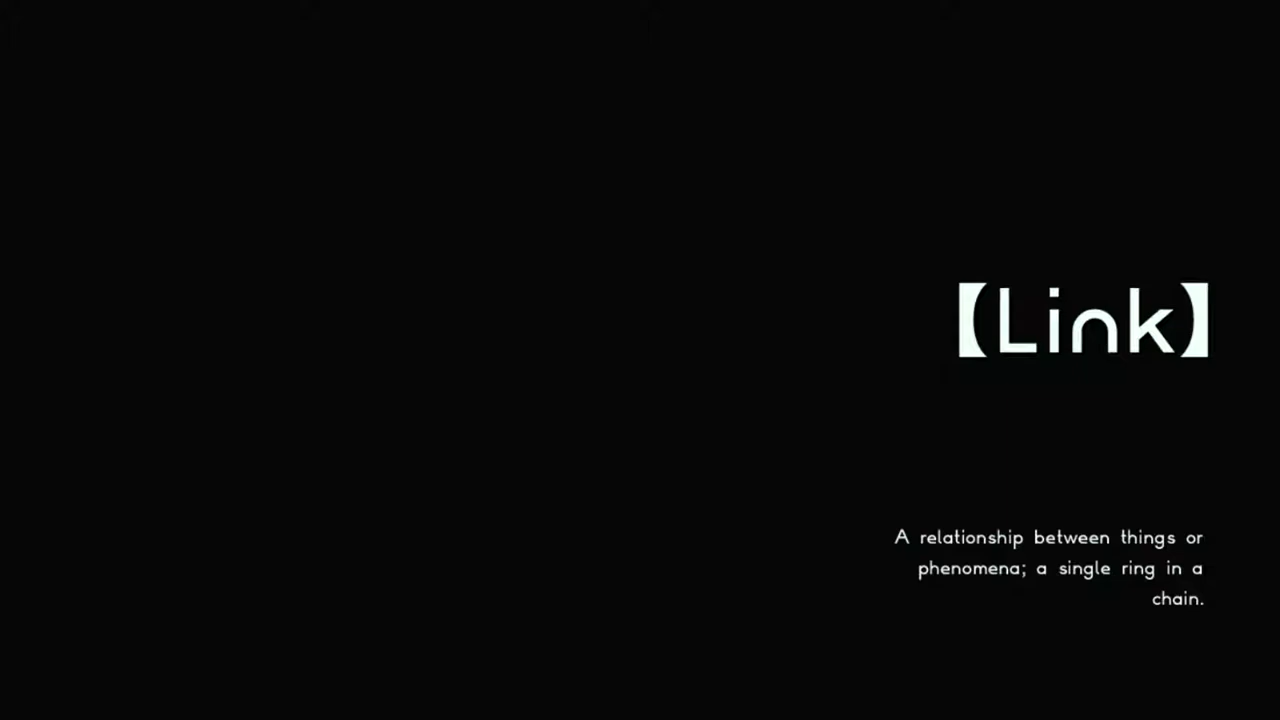 【Link】
A relationship between things or
phenomena; a single ring in a
chain.